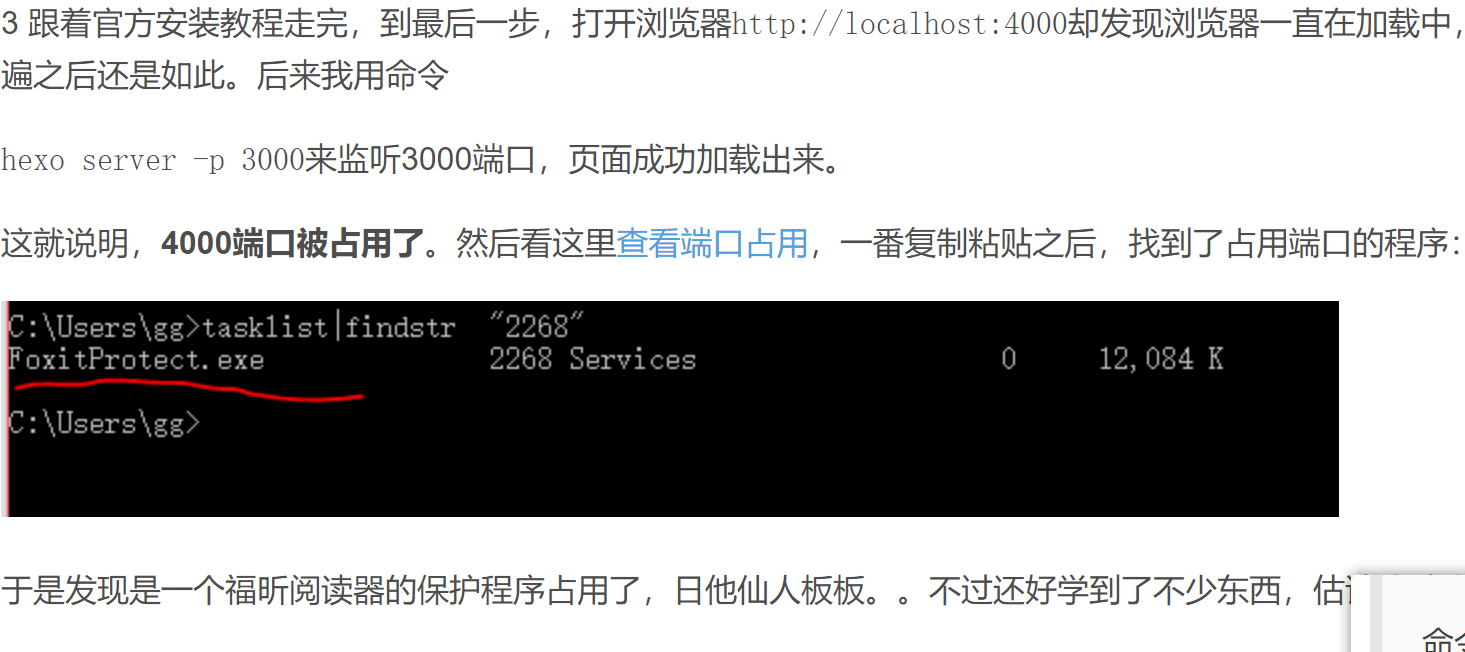 3 跟着官方安装教程走完，到最后一步，打开浏览器http://localhost:4000却发现浏览器一直在加载中，
遍之后还是如此。后来我用命令
hexo server -p 3000来监听3000端口，页面成功加载出来。
这就说明，4000端口被占用了。然后看这里查看端口占用，一番复制粘贴之后，找到了占用端口的程序：
C:\Users\gg>tasklist|findstr "2268"
FoxitProtect.exe 2268 Services 0 12,084 K
C:\Users\gg>
于是发现是一个福昕阅读器的保护程序占用了，日他仙人板板。。不过还好学到了不少东西，估
命令